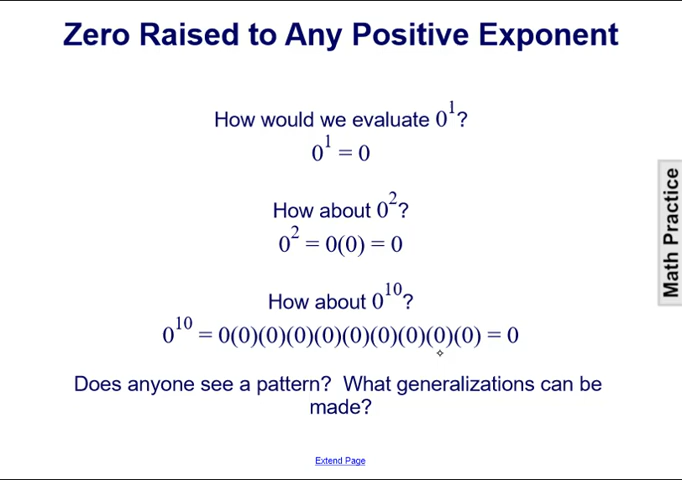 Zero Raised to Any Positive Exponent
How would we evaluate 0¹?
0¹ = 0
How about 0²?
0² = 0(0) = 0
How about 0¹⁰?
0¹⁰ = 0(0)(0)(0)(0)(0)(0)(0)(0)(0) = 0
Does anyone see a pattern? What generalizations can be
made?
Extend Page
Math Practice